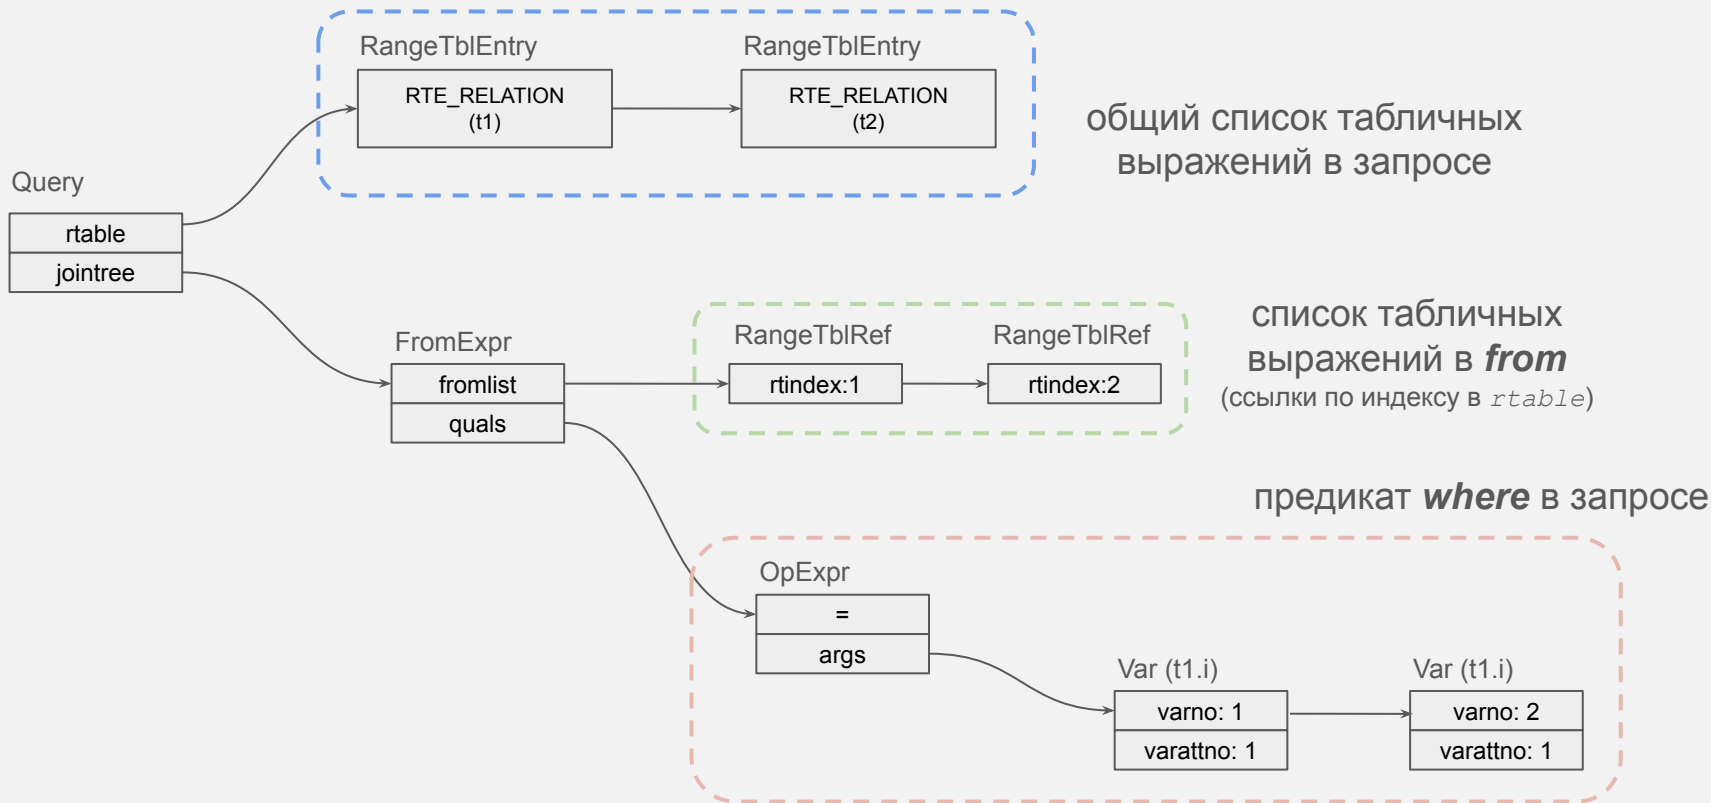 RangeTblEntry
RangeTblEntry
RTE_RELATION
(t1)
RTE_RELATION
(t2)
общий список табличных
выражений в запросе
Query
rtable
jointree
FromExpr
fromlist
quals
RangeTblRef
RangeTblRef
rtindex:1
rtindex:2
список табличных
выражений в from
(ссылки по индексу в rtable)
предикат where в запросе
OpExpr
=
args
Var (t1.i)
varno: 1
varattno: 1
Var (t1.i)
varno: 2
varattno: 1